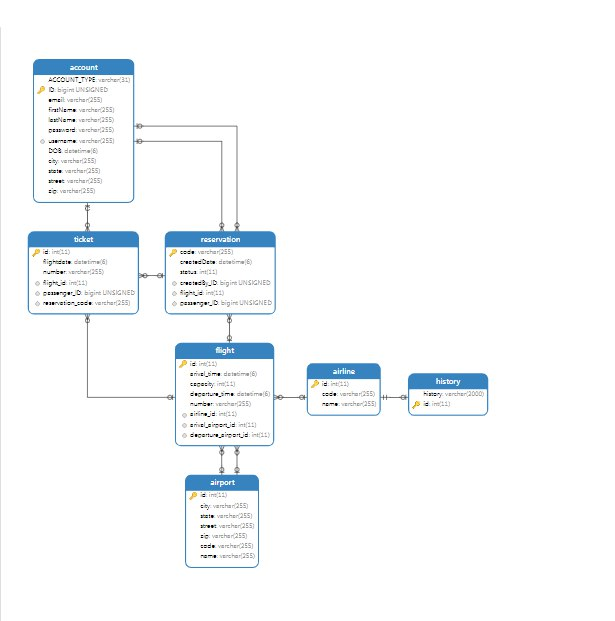 account
ACCOUNT_TYPE: varchar(31)
ID: bigint UNSIGNED
email: varchar(255)
firstName: varchar(255)
lastName: varchar(255)
password: varchar(255)
username: varchar(255)
DOB: datetime(6)
city: varchar(255)
state: varchar(255)
street: varchar(255)
zip: varchar(255)
ticket
id: int(11)
flightdate: datetime(6)
number: varchar(255)
flight_id: int(11)
passenger_ID: bigint UNSIGNED
reservation_code: varchar(255)
reservation
code: varchar(255)
createdDate: datetime(6)
status: int(11)
createdBy_ID: bigint UNSIGNED
flight_id: int(11)
passenger_ID: bigint UNSIGNED
flight
id: int(11)
arival_time: datetime(6)
capacity: int(11)
departure_time: datetime(6)
number: varchar(255)
airline_id: int(11)
arival_airport_id: int(11)
departure_airport_id: int(11)
airline
id: int(11)
code: varchar(255)
name: varchar(255)
history
history: varchar(2000)
id: int(11)
airport
id: int(11)
city: varchar(255)
state: varchar(255)
street: varchar(255)
zip: varchar(255)
code: varchar(255)
name: varchar(255)